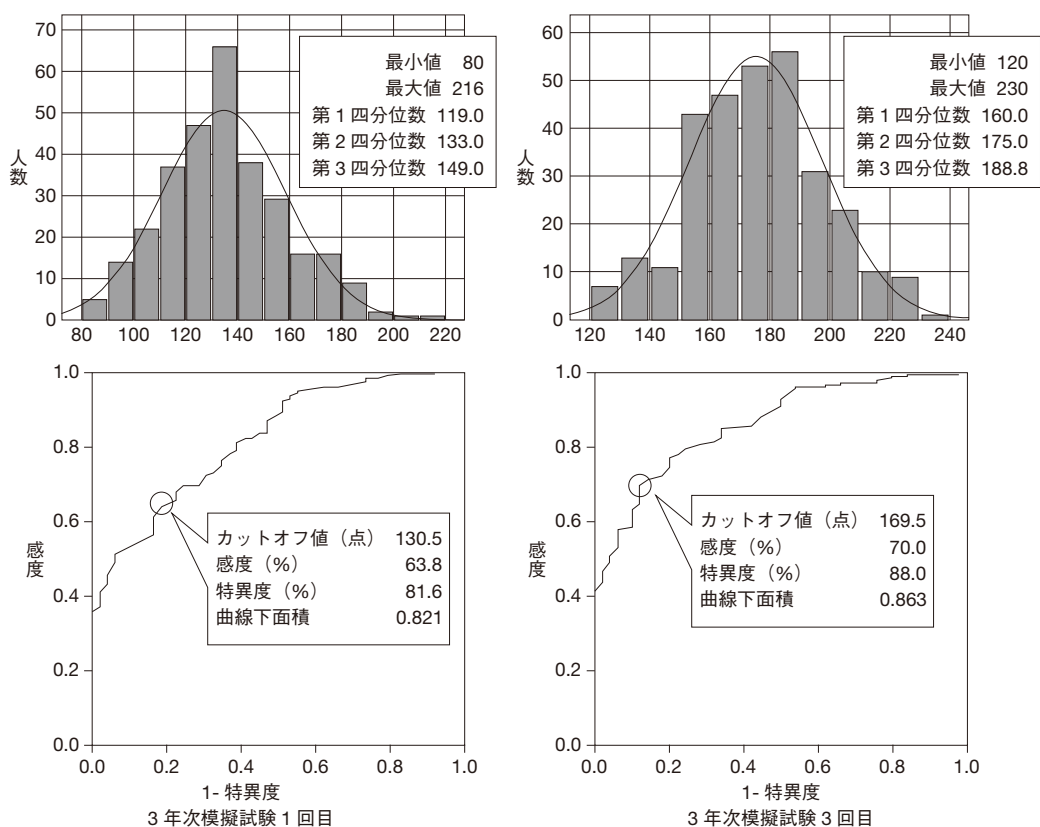 70
60
50
40
30
20
10
0
人数
80 100 120 140 160 180 200 220
最小値 80
最大値 216
第1四分位数 119.0
第2四分位数 133.0
第3四分位数 149.0
60
50
40
30
20
10
0
人数
120 140 160 180 200 220 240
最小値 120
最大値 230
第1四分位数 160.0
第2四分位数 175.0
第3四分位数 188.8
1.0
0.8
0.6
0.4
0.2
0.0
感度
カットオフ値（点） 130.5
感度（%） 63.8
特異度（%） 81.6
曲線下面積 0.821
0.0 0.2 0.4 0.6 0.8 1.0
1- 特異度
3 年次模擬試験 1 回目
1.0
0.8
0.6
0.4
0.2
0.0
感度
カットオフ値（点） 169.5
感度（%） 70.0
特異度（%） 88.0
曲線下面積 0.863
0.0 0.2 0.4 0.6 0.8 1.0
1- 特異度
3 年次模擬試験 3 回目